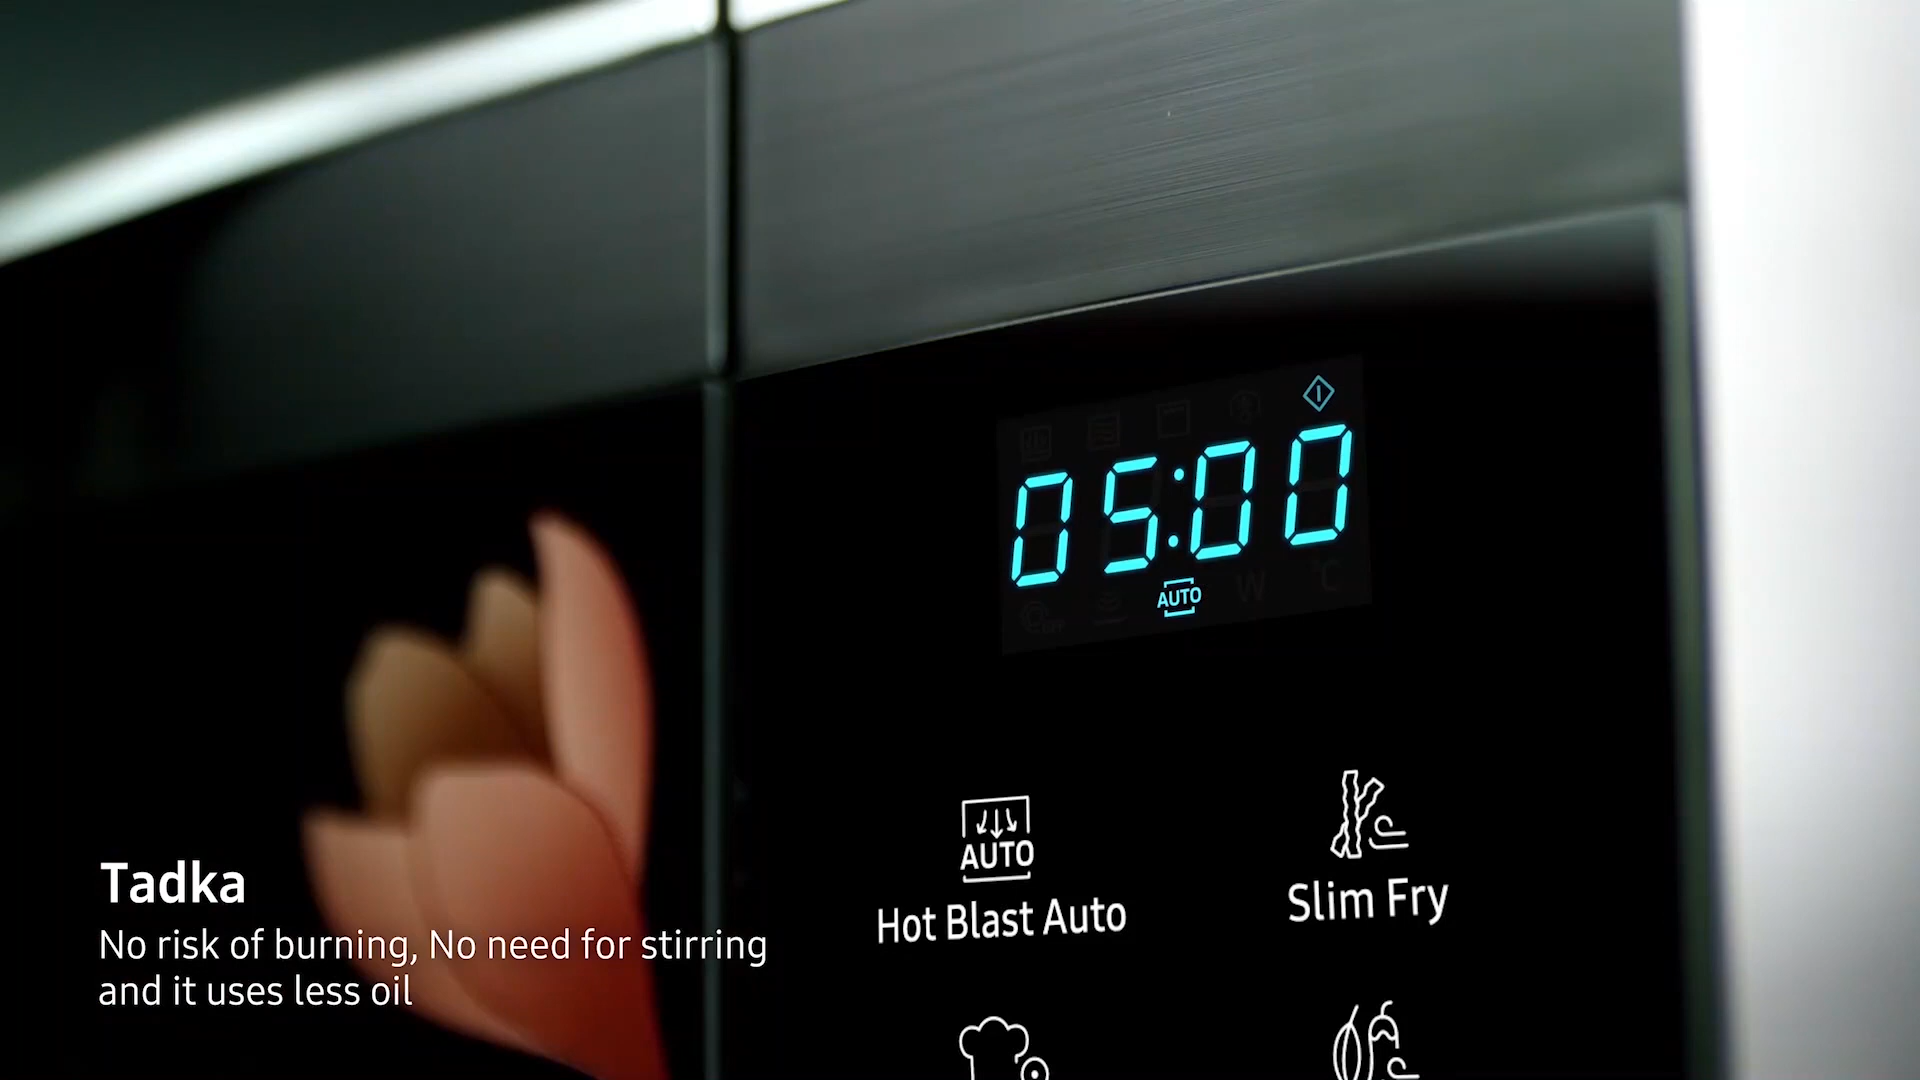 05:00
AUTO
AUTO
Hot Blast Auto
Slim Fry
Tadka
No risk of burning, No need for stirring
and it uses less oil